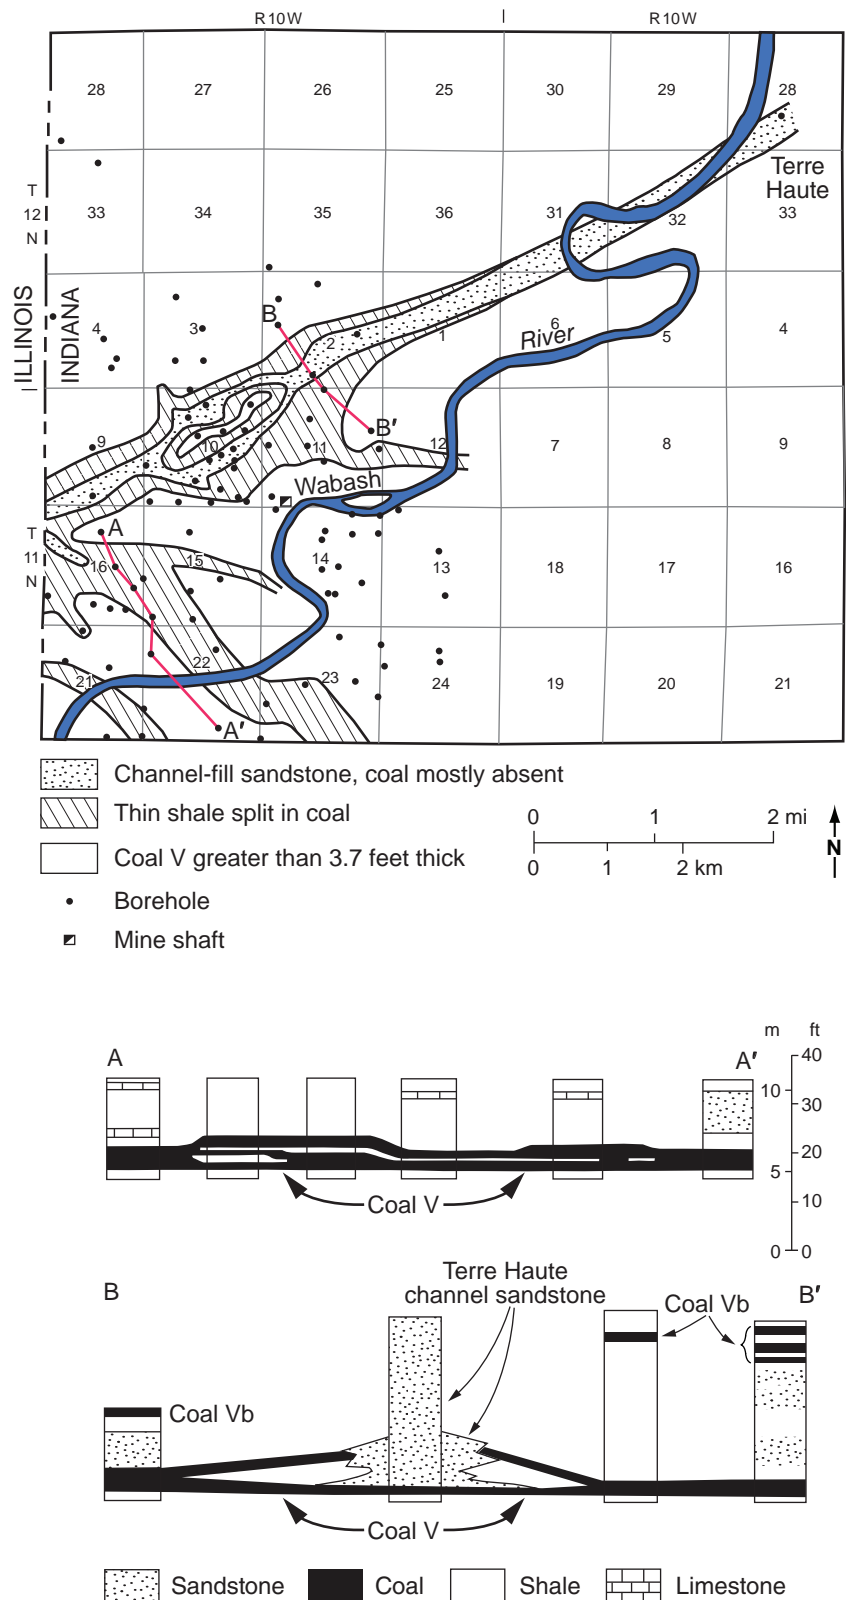 R 10 W
R 10 W
28 27 26 25 30 29 28
Terre
Haute
T
12
N
33 34 35 36 31 32 33
ILLINOIS
INDIANA
B
4 3 2 1 6 5 4
River
B'
9 10 11 12 7 8 9
Wabash
A
T
11
N
16 15 14 13 18 17 16
21 22 23 24 19 20 21
A'
Channel-fill sandstone, coal mostly absent
Thin shale split in coal
Coal V greater than 3.7 feet thick
Borehole
Mine shaft
0 1 2 mi
0 1 2 km
N
A
A'
m ft
40
10
30
20
5
10
0 0
Coal V
B
B'
Terre Haute
channel sandstone
Coal Vb
Coal Vb
Coal V
Sandstone Coal Shale Limestone